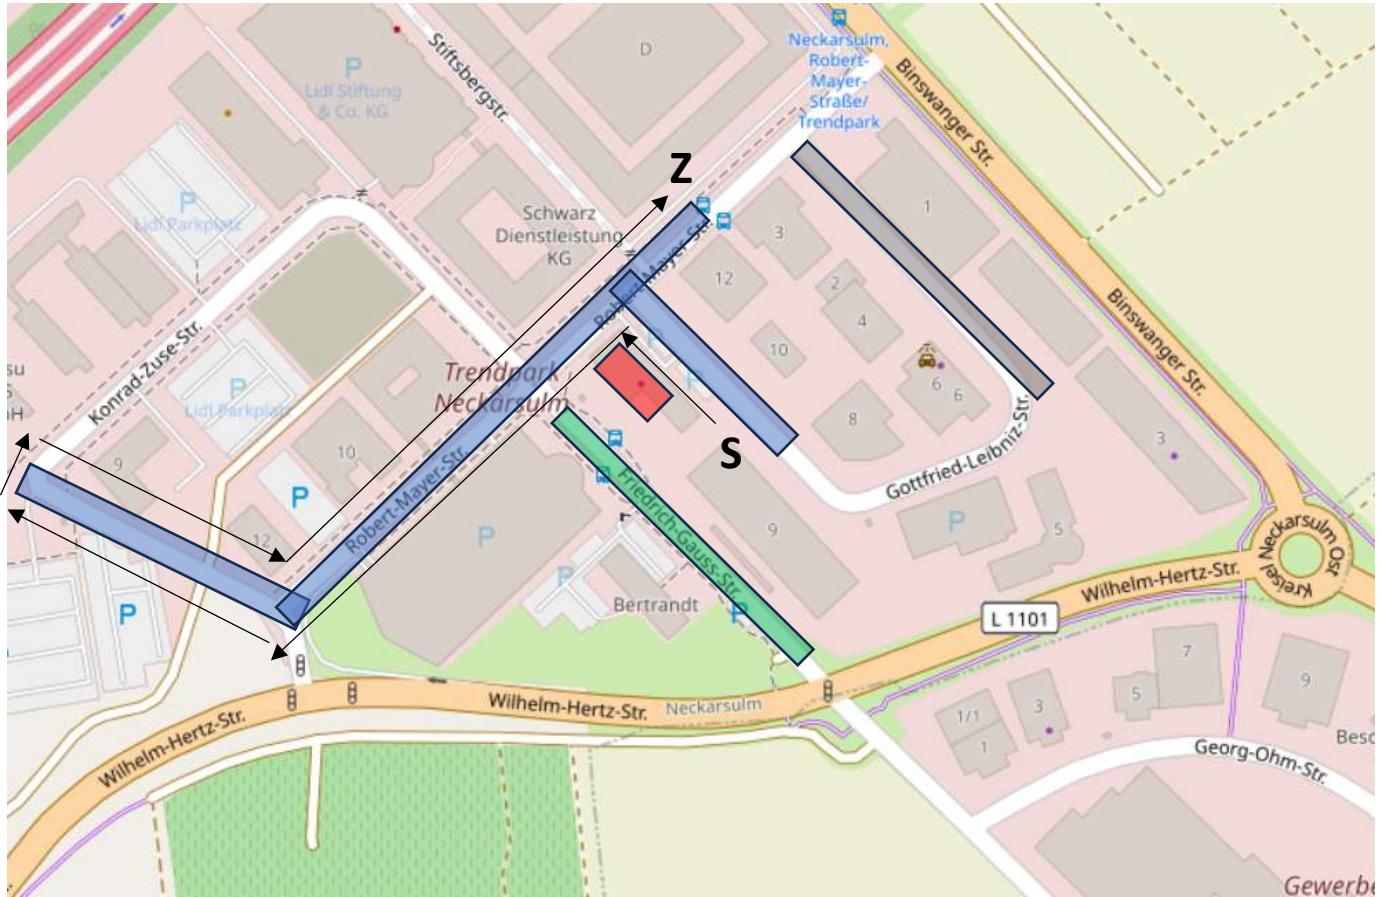 D
Stiftsbergstr.
P
Lidl Stiftung
& Co. KG
Neckarsulm,
Robert-
Mayer-
Straße/
Trendpark
Binswanger Str.
Z
P
Lidl Parkplatz
Schwarz
Dienstleistung
KG
1
3
12
2
4
10
Robert-Mayer-Str.
P
P
Binswanger Str.
Konrad-Zuse-Str.
Trendpark
Neckarsulm
P
Lidl Parkplatz
6
6
8
S
3
9
10
Robert-Mayer-Str.
P
12
P
Friedrich-Gauss-Str.
9
Gottfried-Leibniz-Str.
P
5
Kreisel Neckarsulm Ost
P
P
Bertrandt
P
Wilhelm-Hertz-Str.
L 1101
7
5
9
3
1/1
1
Wilhelm-Hertz-Str.
Neckarsulm
Wilhelm-Hertz-Str.
Georg-Ohm-Str.